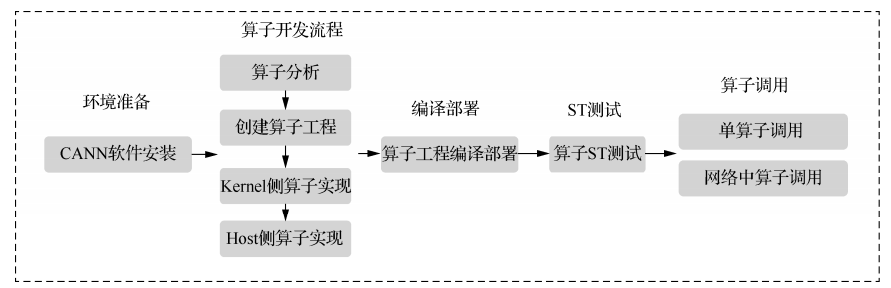 环境准备
CANN软件安装
算子开发流程
算子分析
创建算子工程
Kernel侧算子实现
Host侧算子实现
编译部署
算子工程编译部署
ST测试
算子ST测试
算子调用
单算子调用
网络中算子调用